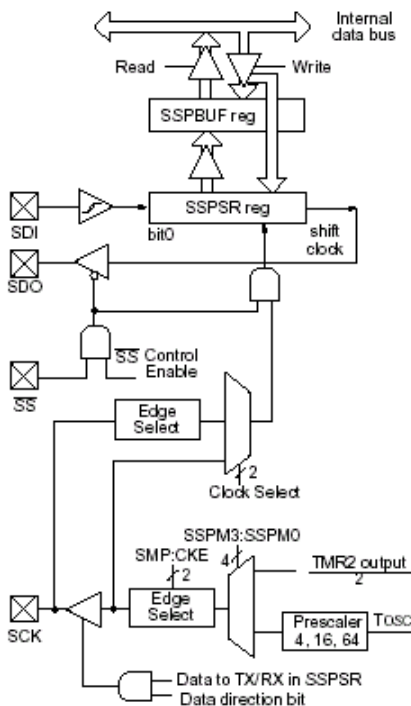 Internal
data bus
Read
Write
SSPBUF reg
SSPSR reg
SDI
bit0
shift
clock
SDO
SS Control
Enable
SS
Edge
Select
2
Clock Select
SSPM3:SSPM0
SMP:CKE
4
TMR2 output
2
2
Edge
Select
Prescaler
4, 16, 64
TOSC
SCK
Data to TX/RX in SSPSR
Data direction bit